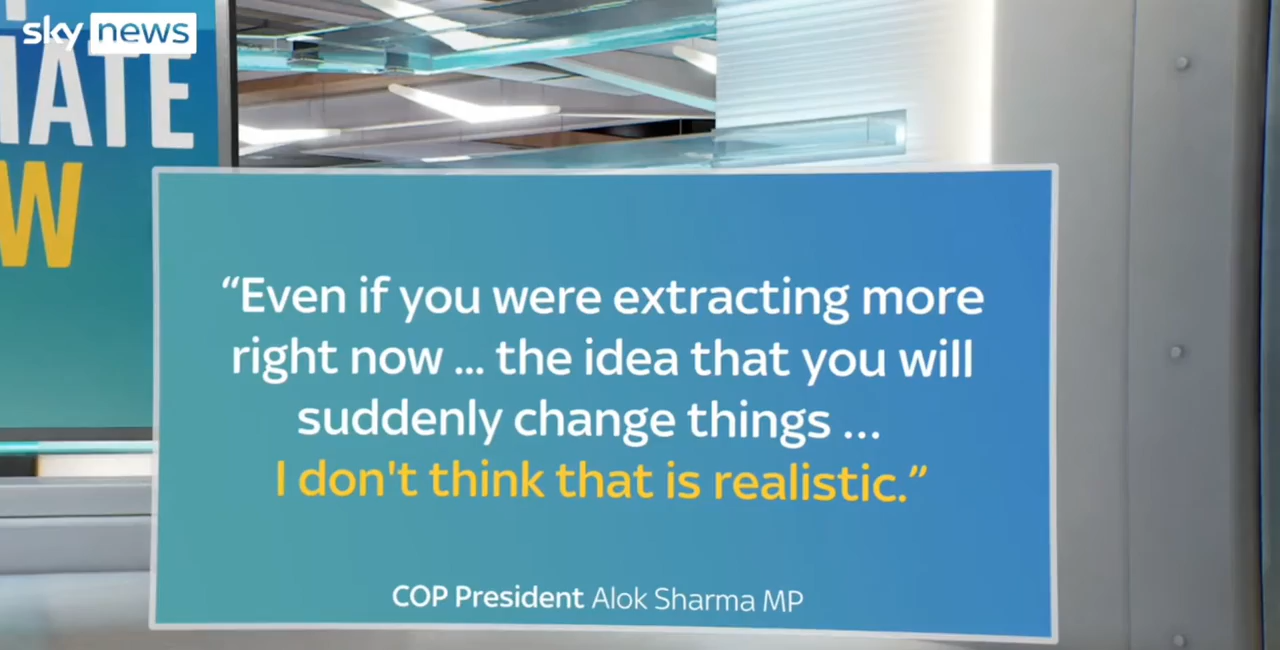 sky news
“Even if you were extracting more
right now ... the idea that you will
suddenly change things ...
I don't think that is realistic.”
COP President Alok Sharma MP